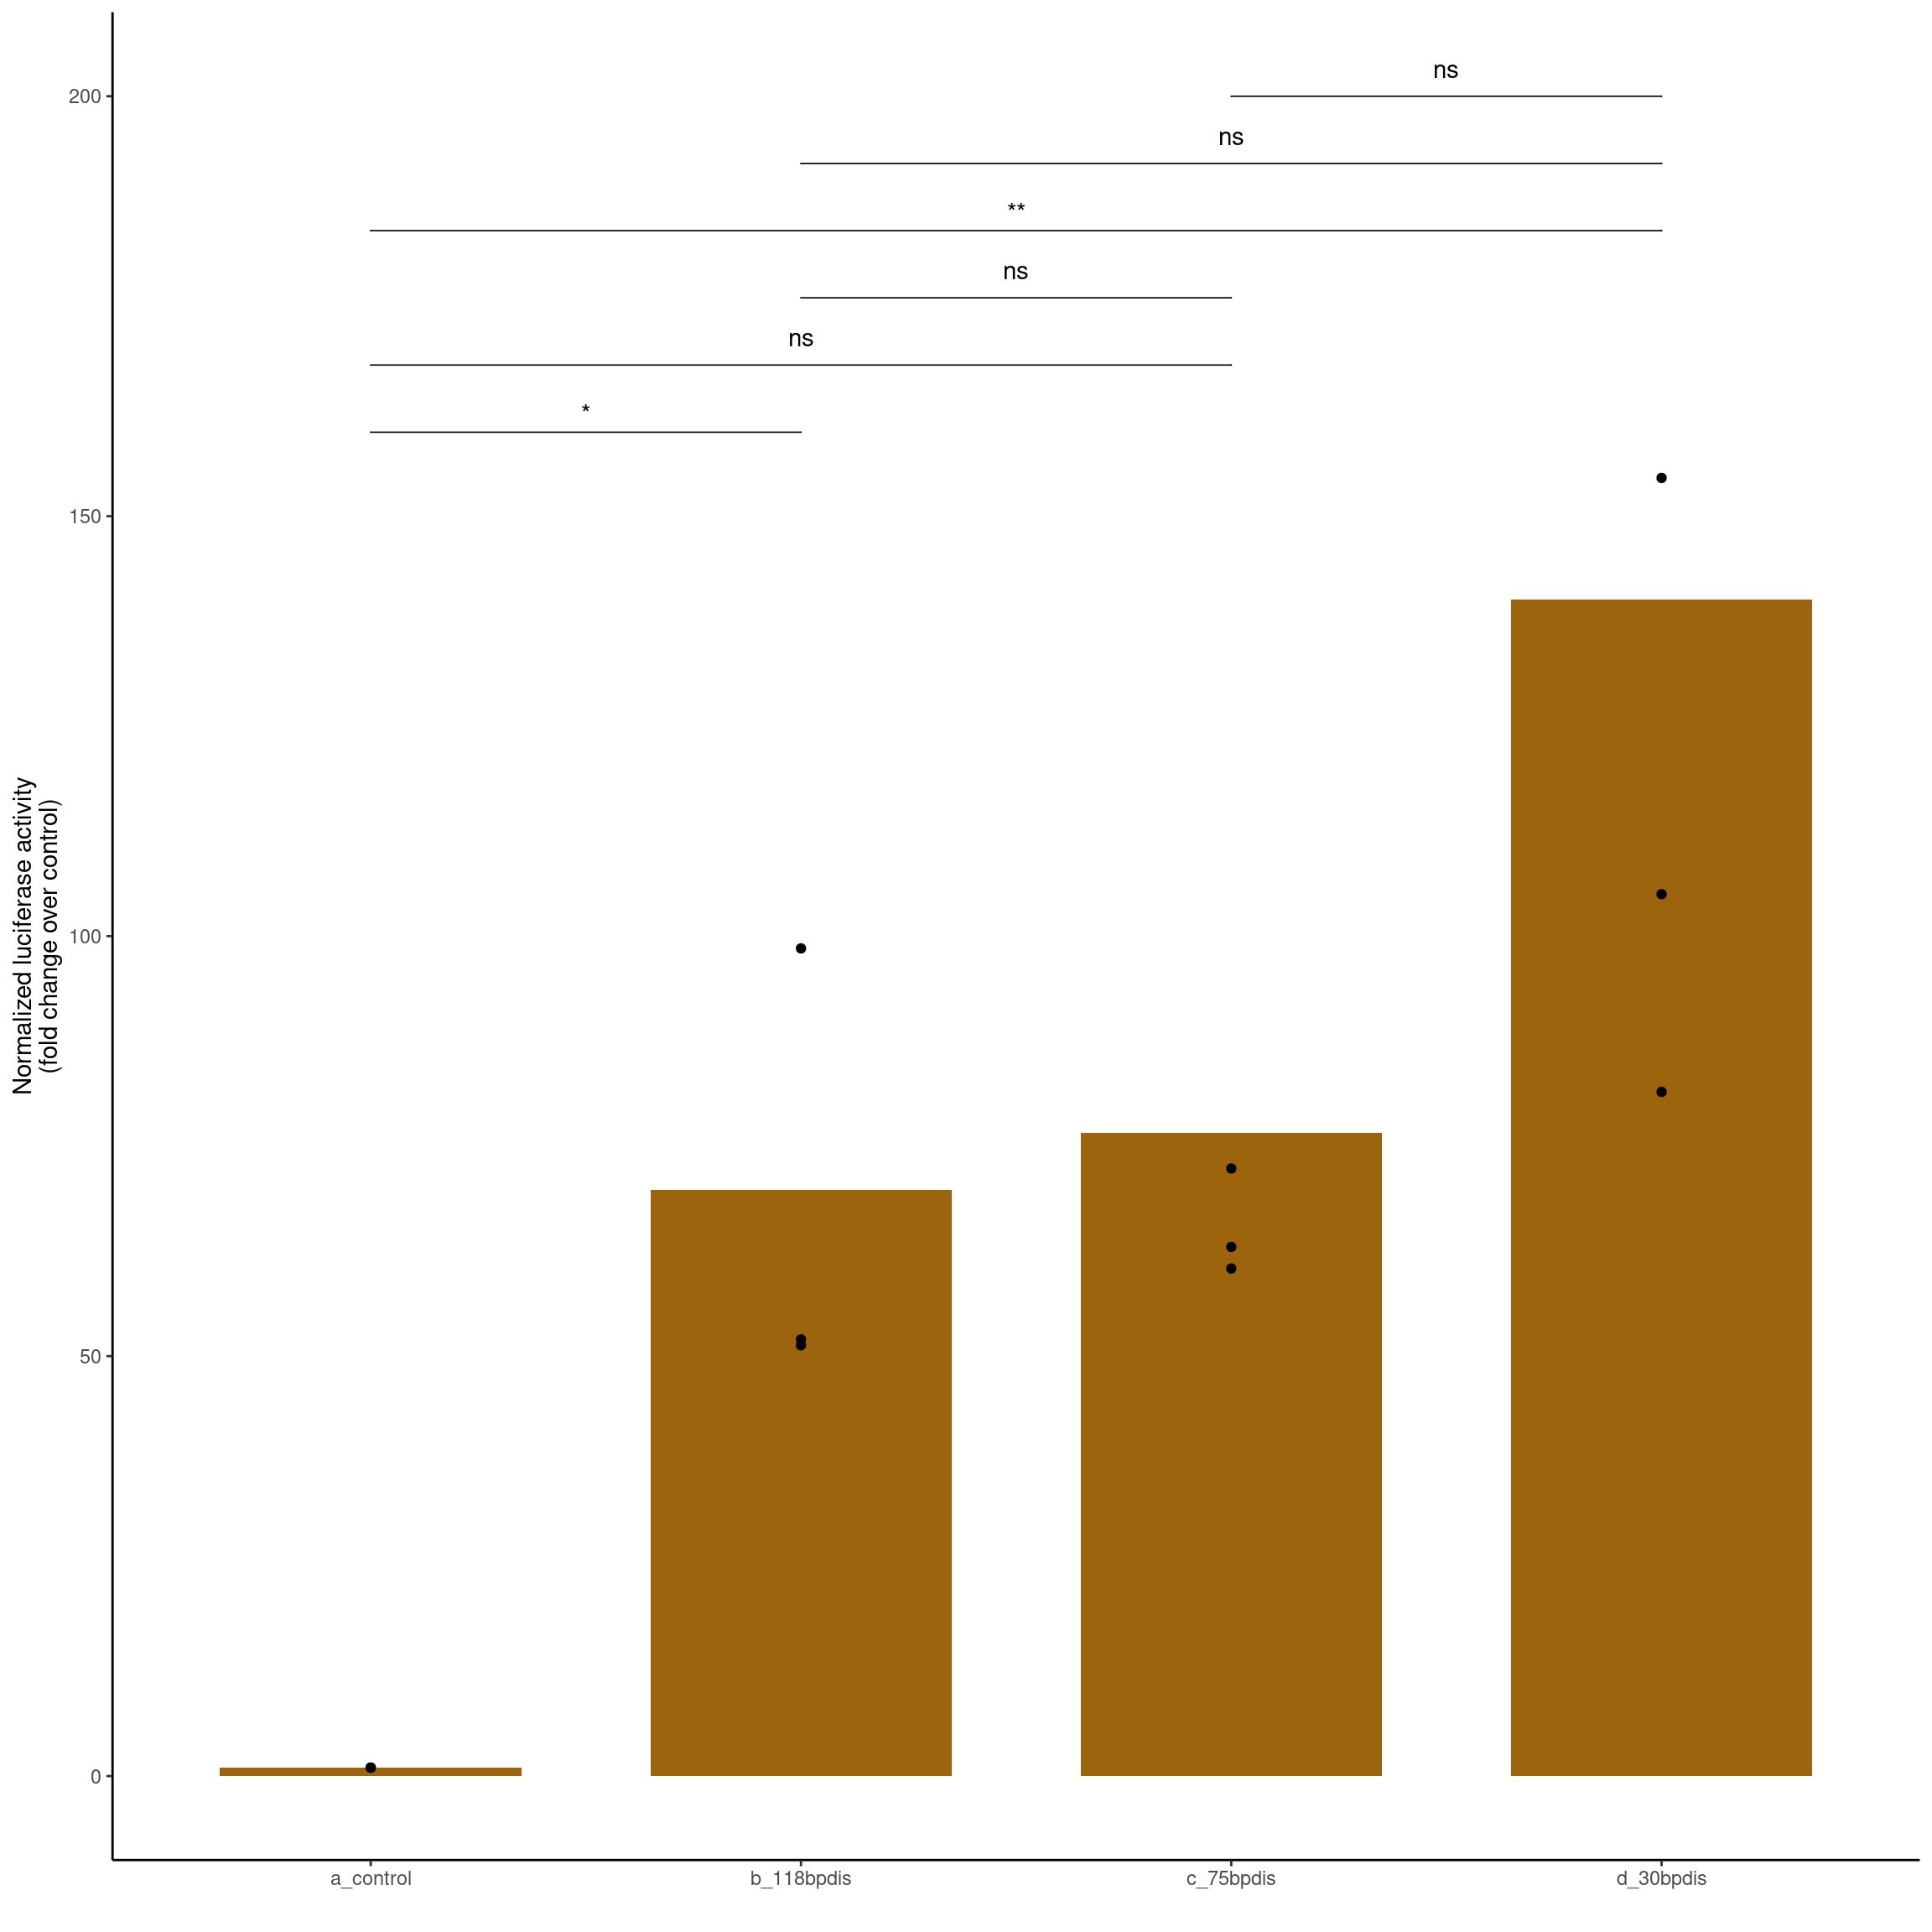 ns
ns
**
ns
ns
*
200
150
100
50
0
Normalized luciferase activity
(fold change over control)
a_control
b_118bpdis
c_75bpdis
d_30bpdis